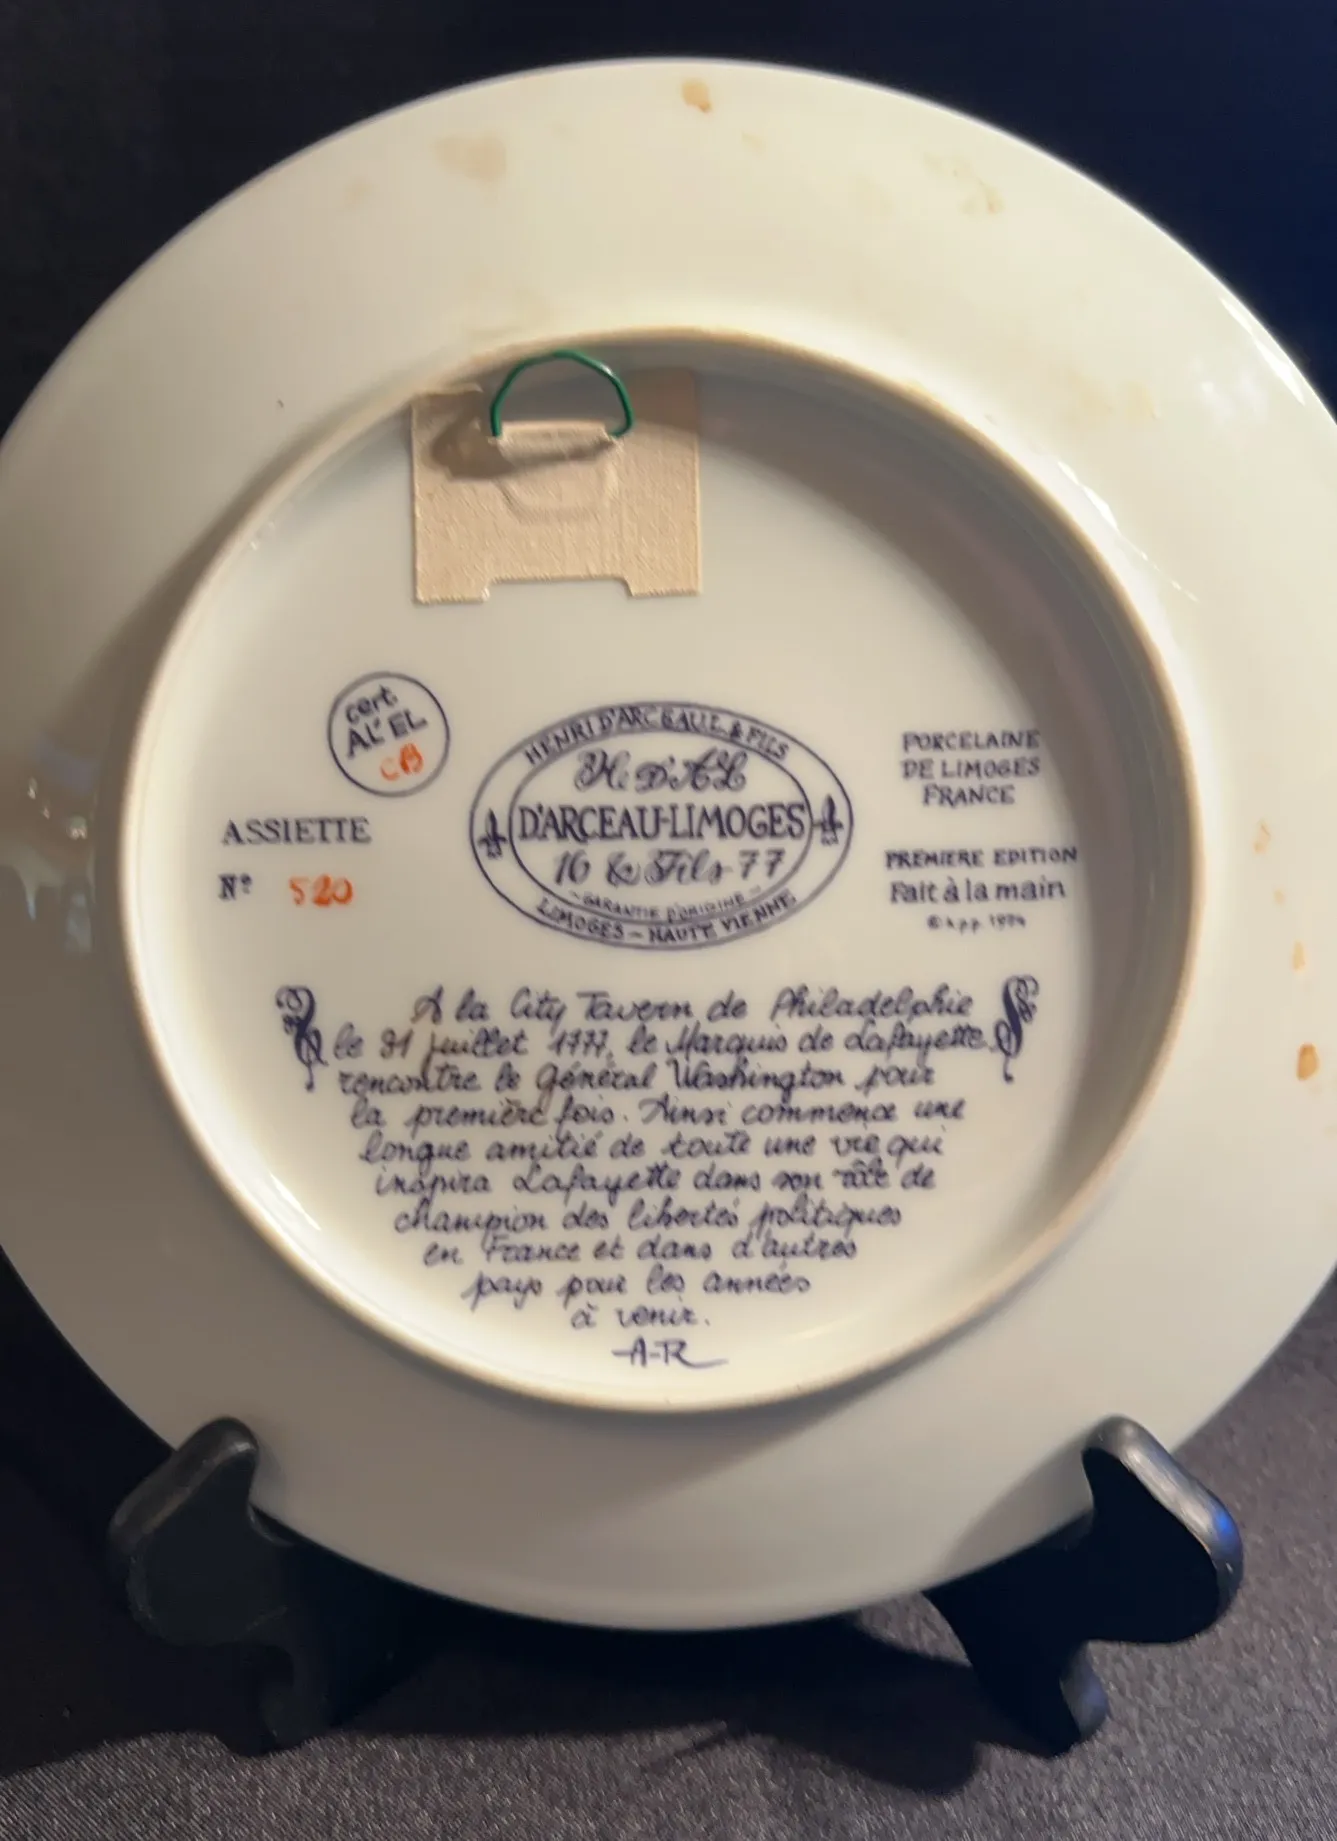 cert
AL'EL
CB
ASSIETTE
Nº 520
HENRI D'ARCEAU L. & FILS
H. D'A L
D'ARCEAU-LIMOGES
16 & Fils 77
- GARANTIE D'ORIGINE -
LIMOGES - HAUTE VIENNE
PORCELAINE
DE LIMOGES
FRANCE
PREMIERE EDITION
Fait à la main
A la City Tavern de Philadelphie
le 31 juillet 1777, le Marquis de Lafayette
rencontre le Général Washington pour
la première fois. Ainsi commence une
longue amitié de toute une vie qui
inspira Lafayette dans son rôle de
champion des libertés politiques
en France et dans d'autres
pays pour les années
à venir.
A-R